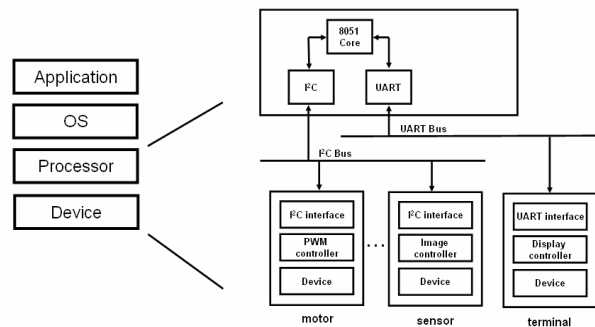 Application
OS
Processor
Device
8051
Core
I²C
UART
UART Bus
I²C Bus
I²C interface
PWM
controller
Device
motor
...
I²C interface
Image
controller
Device
sensor
UART interface
Display
controller
Device
terminal